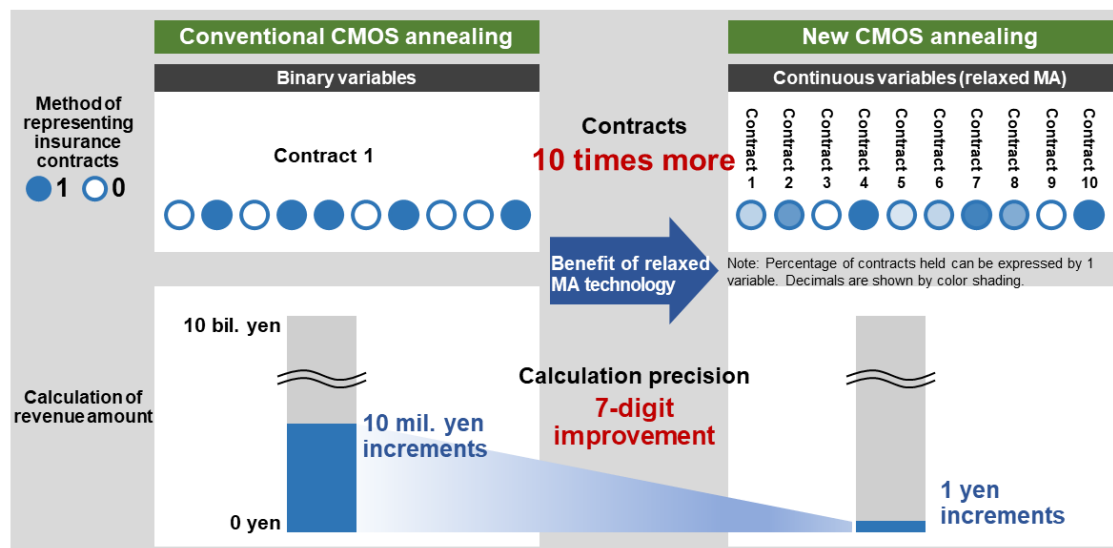 Conventional CMOS annealing
New CMOS annealing
Binary variables
Continuous variables (relaxed MA)
Method of
representing
insurance
contracts
1 0
Contract 1
Contracts
10 times more
Contract 1
Contract 2
Contract 3
Contract 4
Contract 5
Contract 6
Contract 7
Contract 8
Contract 9
Contract 10
Benefit of relaxed
MA technology
Note: Percentage of contracts held can be expressed by 1
variable. Decimals are shown by color shading.
Calculation of
revenue amount
10 bil. yen
10 mil. yen
increments
0 yen
Calculation precision
7-digit
improvement
1 yen
increments